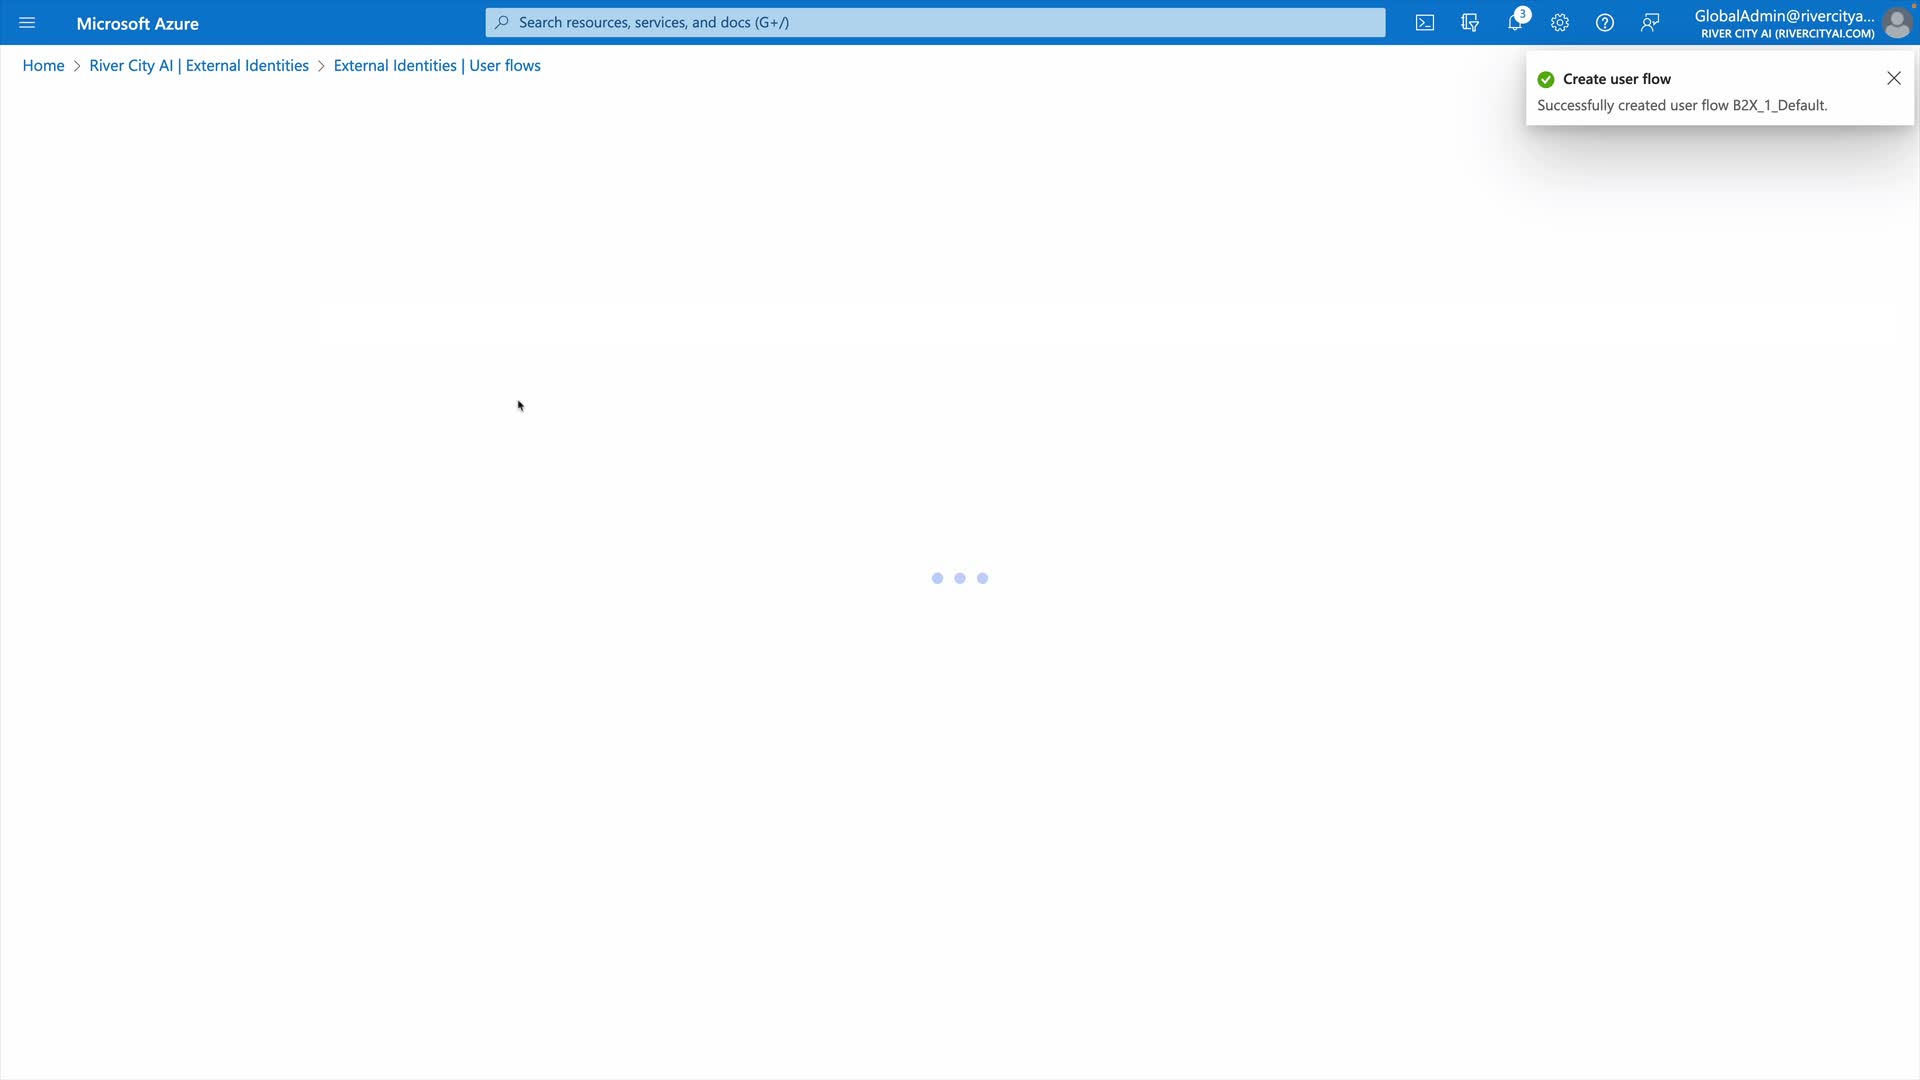 Microsoft Azure
Search resources, services, and docs (G+/)
3
GlobalAdmin@rivercitya...
RIVER CITY AI (RIVERCITYAI.COM)
Home > River City AI | External Identities > External Identities | User flows
Create user flow
Successfully created user flow B2X_1_Default.